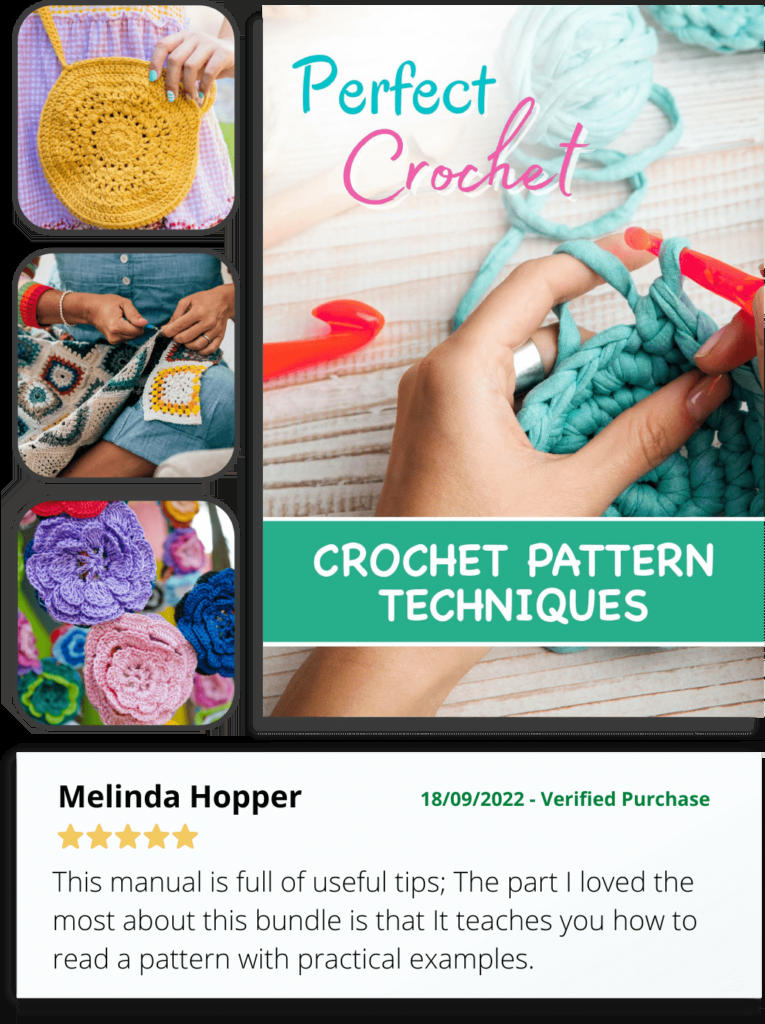 Perfect
Crochet
CROCHET PATTERN
TECHNIQUES
Melinda Hopper
18/09/2022 - Verified Purchase
This manual is full of useful tips; The part I loved the
most about this bundle is that It teaches you how to
read a pattern with practical examples.